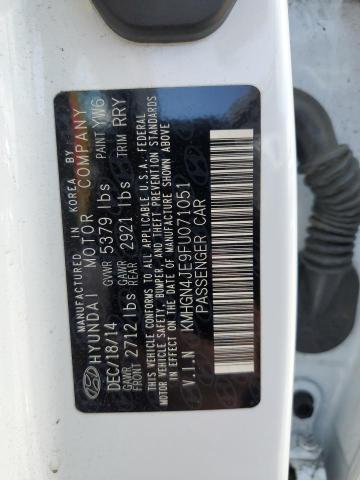 MANUFACTURED IN KOREA BY
HYUNDAI MOTOR COMPANY
DEC/18/14 GVWR 5379 lbs PAINT YW6
GAWR FRONT 2712 lbs GAWR REAR 2921 lbs TRIM RRY
THIS VEHICLE CONFORMS TO ALL APPLICABLE U.S.A. FEDERAL
MOTOR VEHICLE SAFETY, BUMPER, AND THEFT PREVENTION STANDARDS
IN EFFECT ON THE DATE OF MANUFACTURE SHOWN ABOVE.
V.I.N KMHGN4JE9FU071051
PASSENGER CAR